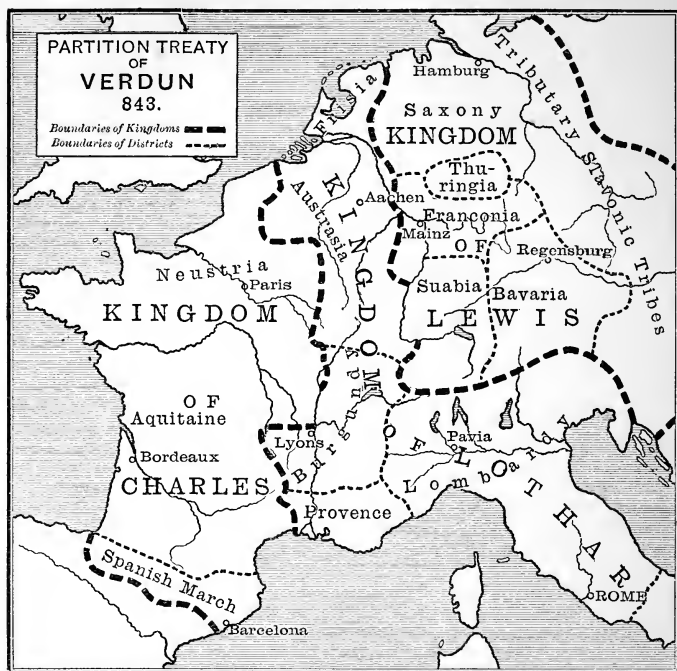 PARTITION TREATY
OF
VERDUN
843.
Boundaries of Kingdoms
Boundaries of Districts
Tributary Slavonic Tribes
Hamburg
Frisia
Saxony
KINGDOM
Thu-
ringia
Aachen
Austrasia
Franconia
Mainz
OF
Regensburg
Neustria
Paris
Suabia
Bavaria
KINGDOM
LEWIS
KINGDOM
OF
LOTHAR
OF
Aquitaine
Burgundy
Lyons
Pavia
Bordeaux
Lombardy
CHARLES
Provence
Spanish March
ROME
Barcelona